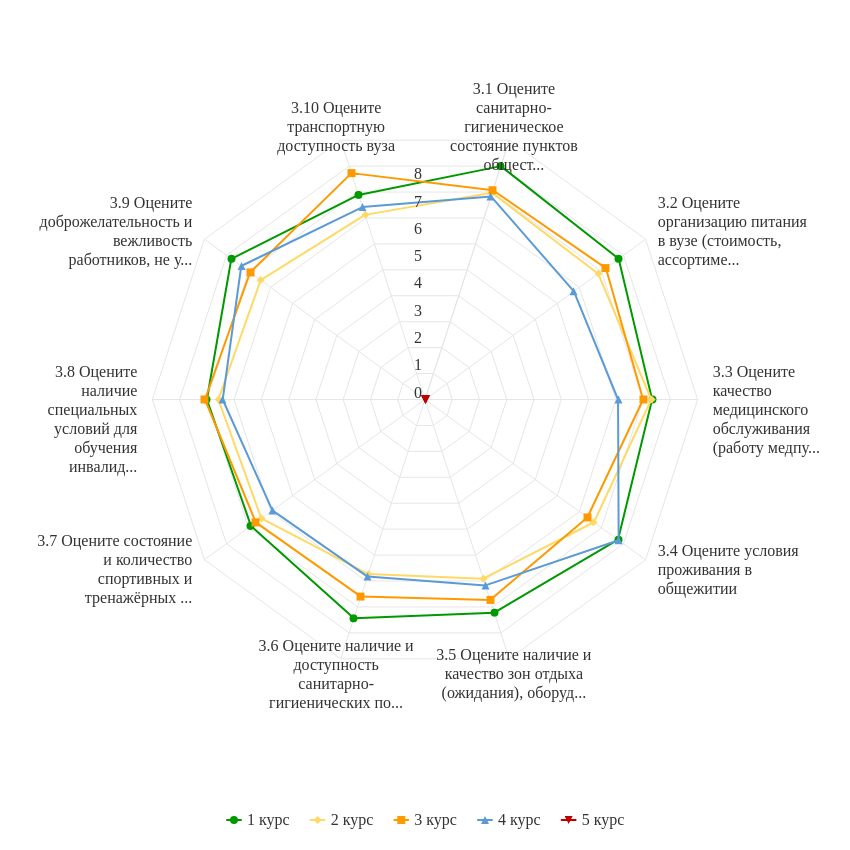 3.1 Оцените
санитарно-
гигиеническое
состояние пунктов
общест...
3.10 Оцените
транспортную
доступность вуза
3.9 Оцените
доброжелательность и
вежливость
работников, не у...
3.2 Оцените
организацию питания
в вузе (стоимость,
ассортиме...
8
7
6
5
4
3
2
1
0
3.8 Оцените
наличие
специальных
условий для
обучения
инвалид...
3.3 Оцените
качество
медицинского
обслуживания
(работу медпу...
3.7 Оцените состояние
и количество
спортивных и
тренажёрных ...
3.4 Оцените условия
проживания в
общежитии
3.6 Оцените наличие и
доступность
санитарно-
гигиенических по...
3.5 Оцените наличие и
качество зон отдыха
(ожидания), оборуд...
1 курс 2 курс 3 курс 4 курс 5 курс